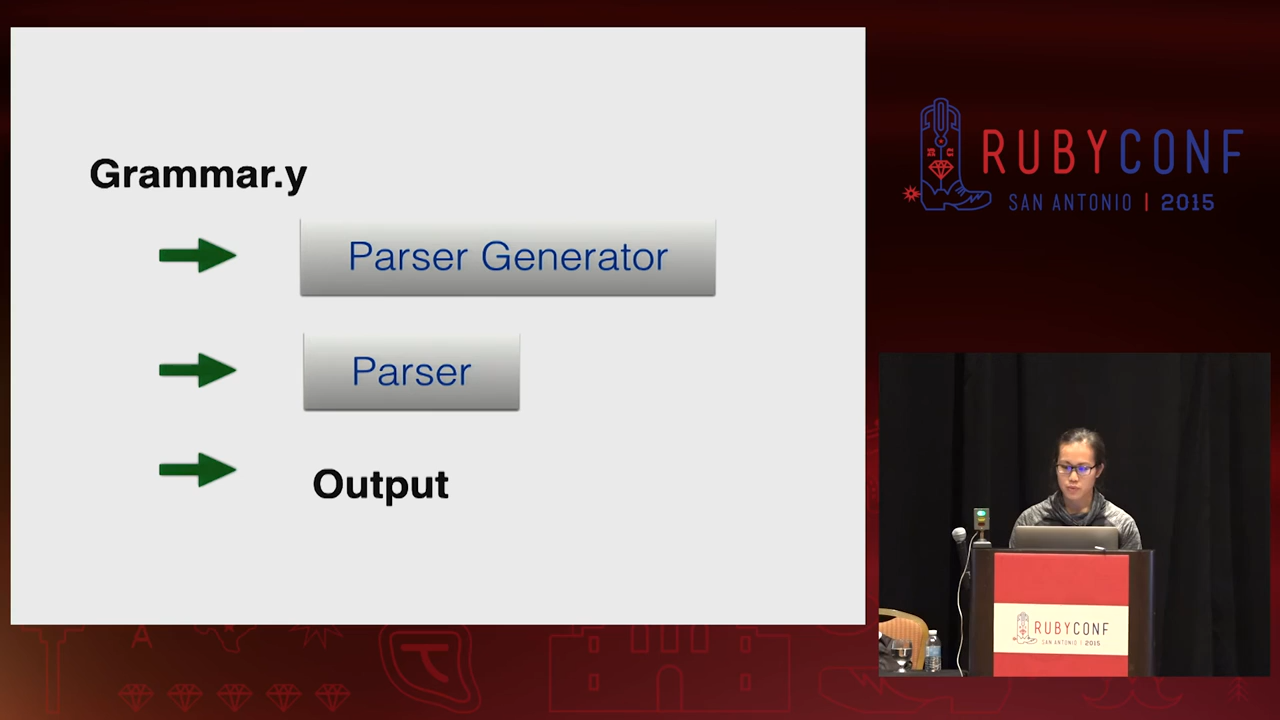 Grammar.y
Parser Generator
Parser
Output
RUBYCONF
SAN ANTONIO | 2015
RUBYCONF
SAN ANTONIO | 2015